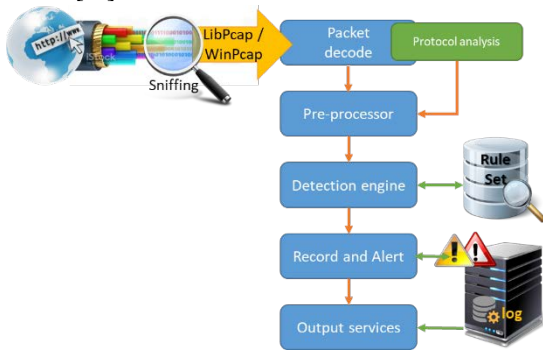 http://www
iStock
Sniffing
LibPcap /
WinPcap
Packet
decode
Protocol analysis
Pre-processor
Detection engine
Rule
Set
Record and Alert
log
Output services